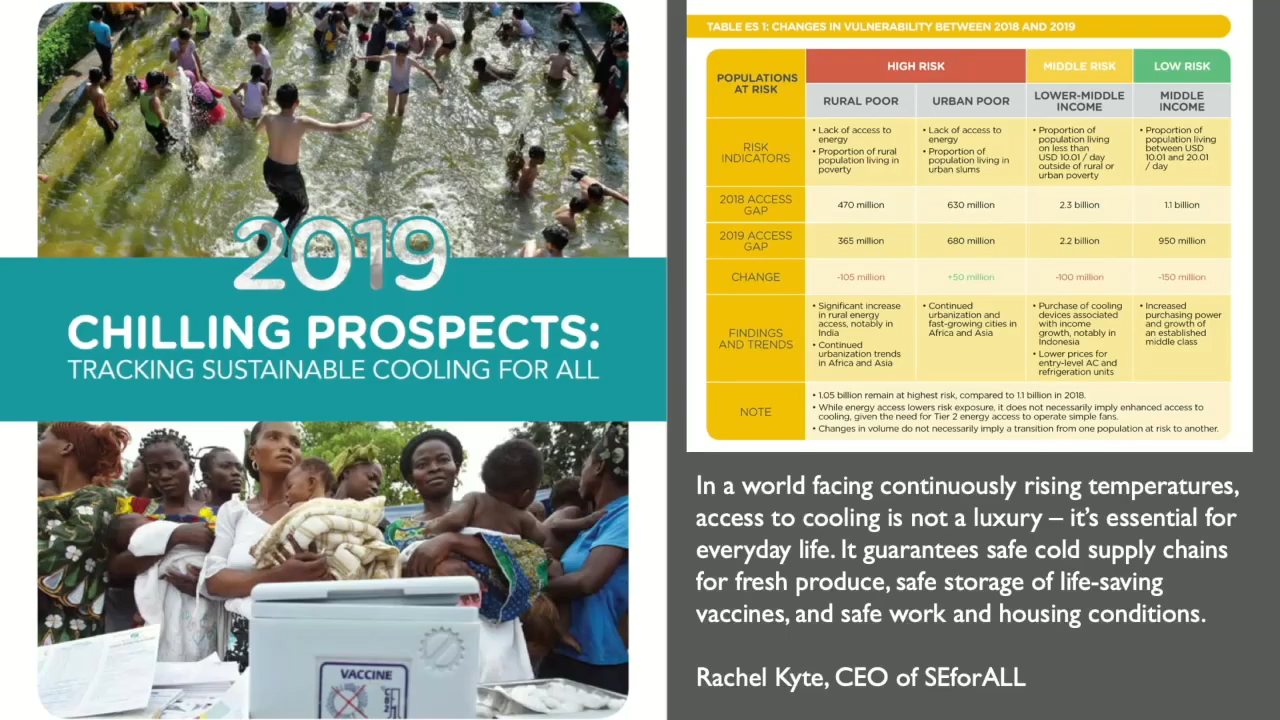 2019
CHILLING PROSPECTS:
TRACKING SUSTAINABLE COOLING FOR ALL
VACCINE
TABLE ES 1: CHANGES IN VULNERABILITY BETWEEN 2018 AND 2019
POPULATIONS
AT RISK
HIGH RISK
MIDDLE RISK
LOW RISK
RURAL POOR
URBAN POOR
LOWER-MIDDLE
INCOME
MIDDLE
INCOME
RISK
INDICATORS
• Lack of access to
energy
• Proportion of rural
population living in
poverty
• Lack of access to
energy
• Proportion of
population living in
urban slums
• Proportion of
population living
on less than
USD 10.01 / day
outside of rural or
urban poverty
• Proportion of
population living
between USD
10.01 and 20.01
/ day
2018 ACCESS
GAP
470 million
630 million
2.3 billion
1.1 billion
2019 ACCESS
GAP
365 million
680 million
2.2 billion
950 million
CHANGE
-105 million
+50 million
-100 million
-150 million
FINDINGS
AND TRENDS
• Significant increase
in rural energy
access, notably in
India
• Continued
urbanization trends
in Africa and Asia
• Continued
urbanization and
fast-growing cities in
Africa and Asia
• Purchase of cooling
devices associated
with income
growth, notably in
Indonesia
• Lower prices for
entry-level AC and
refrigeration units
• Increased
purchasing power
and growth of
an established
middle class
NOTE
• 1.05 billion remain at highest risk, compared to 1.1 billion in 2018.
• While energy access lowers risk exposure, it does not necessarily imply enhanced access to
cooling, given the need for Tier 2 energy access to operate simple fans.
• Changes in volume do not necessarily imply a transition from one population at risk to another.
In a world facing continuously rising temperatures,
access to cooling is not a luxury – it's essential for
everyday life. It guarantees safe cold supply chains
for fresh produce, safe storage of life-saving
vaccines, and safe work and housing conditions.
Rachel Kyte, CEO of SEforALL